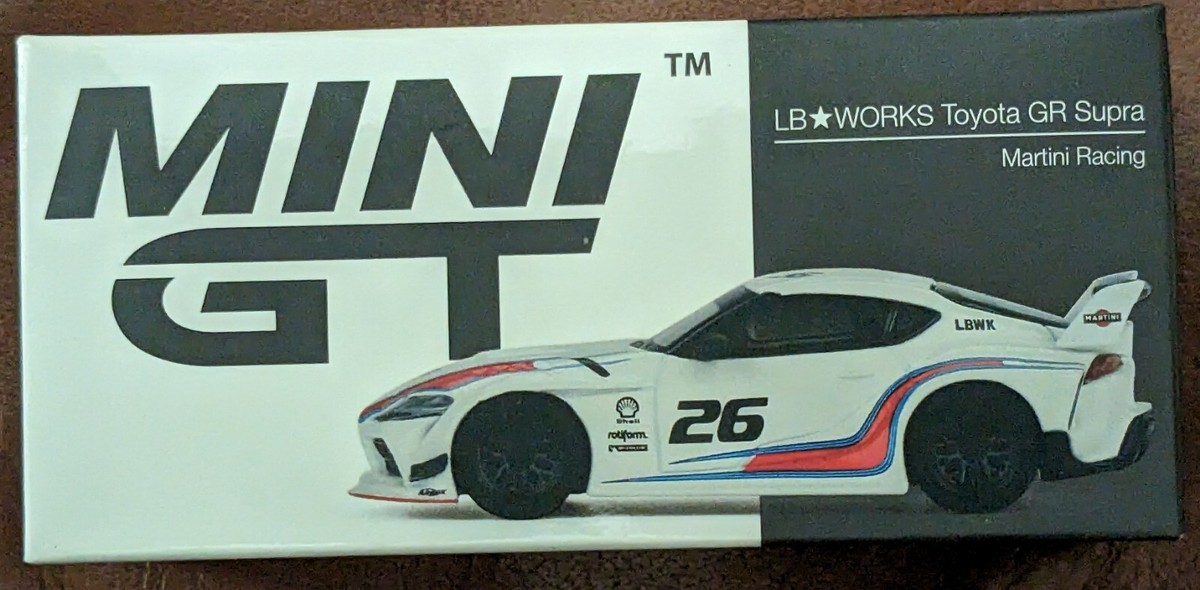 MINI
GT
TM
LB★WORKS Toyota GR Supra
Martini Racing
LBWK
MARTINI
26
Shell
rotiform.